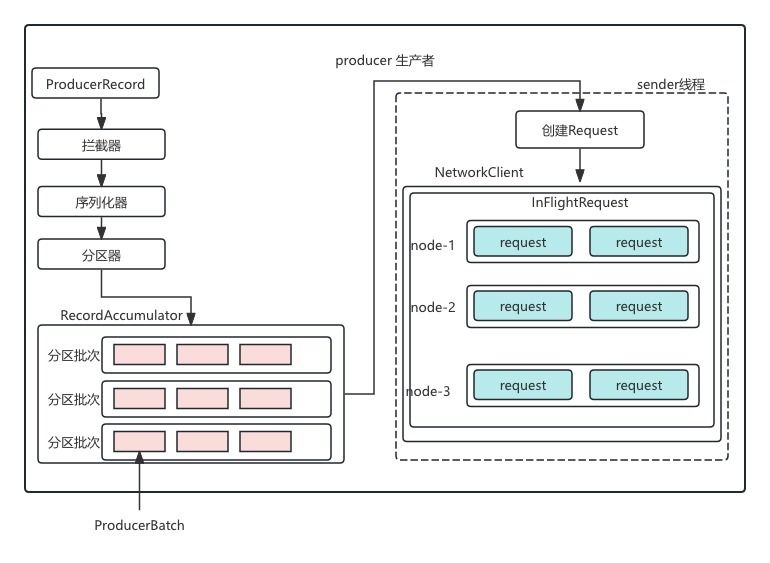 producer 生产者
ProducerRecord
拦截器
序列化器
分区器
RecordAccumulator
分区批次
分区批次
分区批次
ProducerBatch
sender线程
创建Request
NetworkClient
InFlightRequest
node-1
request
request
node-2
request
request
node-3
request
request